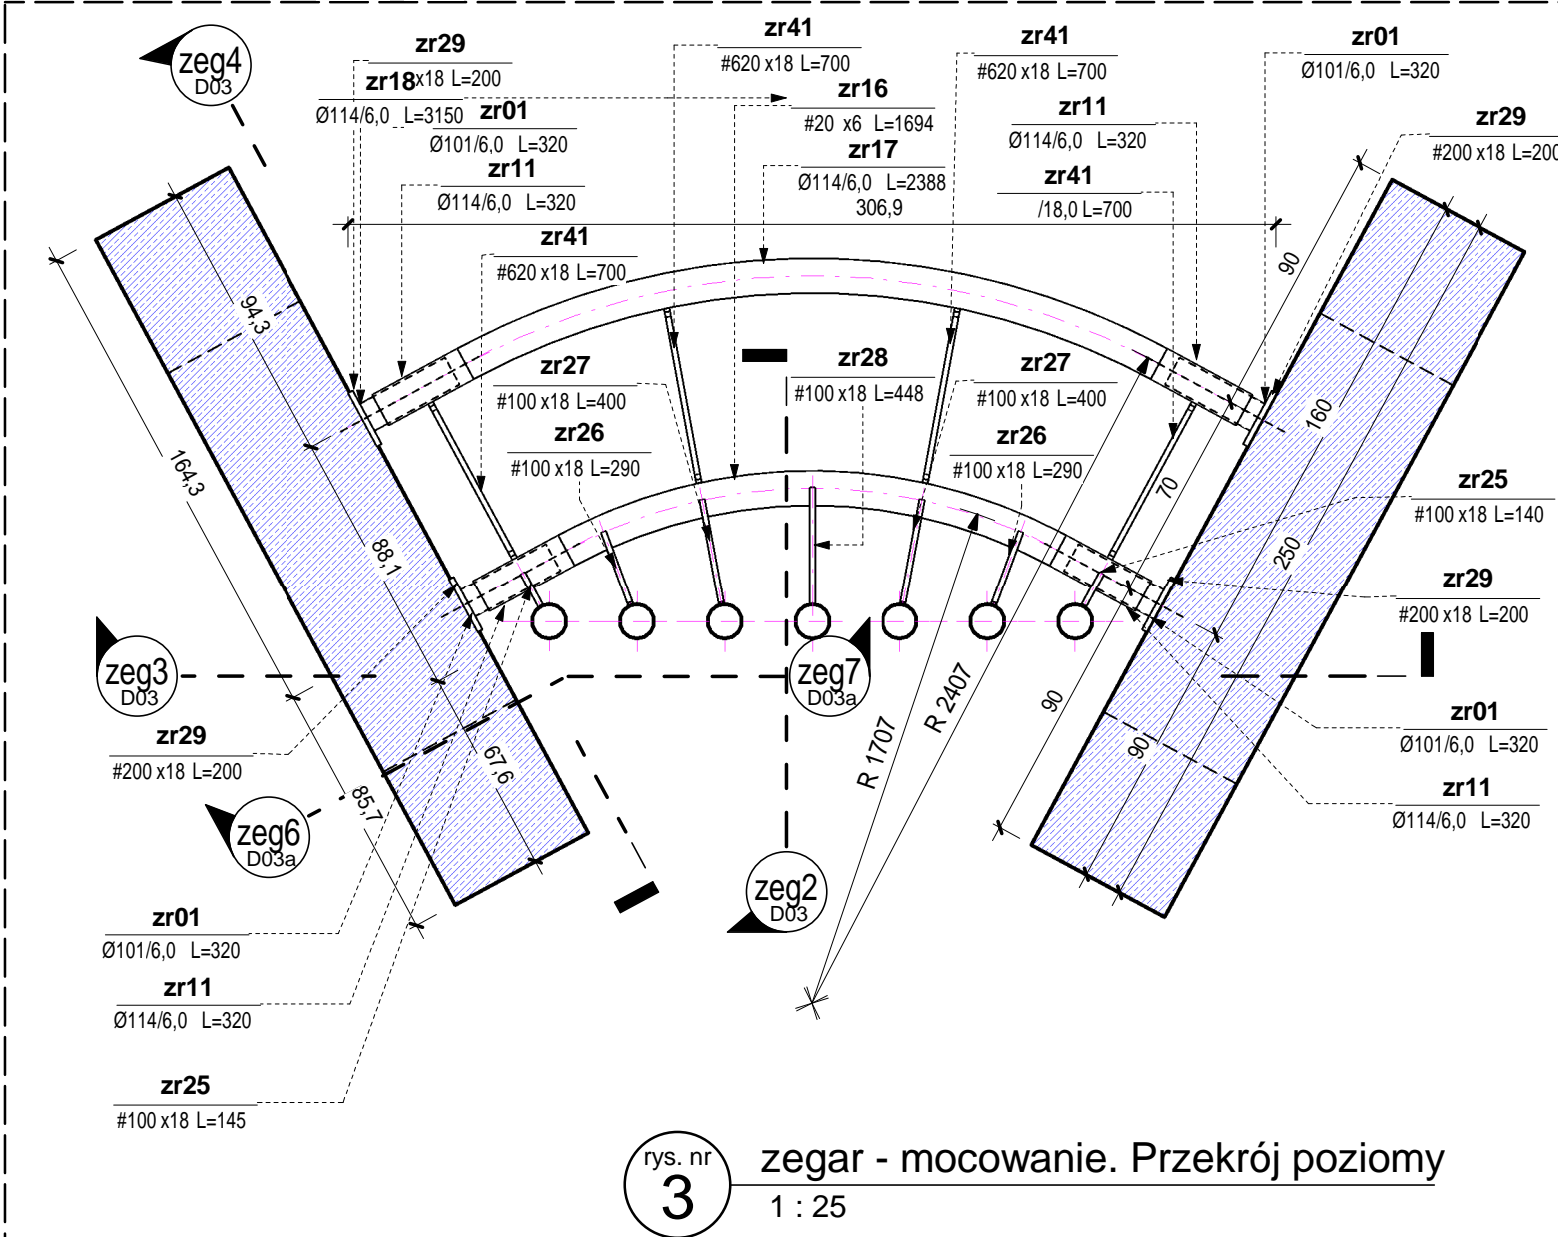 zr41
#620 x18 L=700
zr41
#620 x18 L=700
zr01
Ø101/6,0 L=320
zeg4
D03
zr29
x18 L=200
zr18
Ø114/6,0 L=3150
zr01
Ø101/6,0 L=320
zr11
Ø114/6,0 L=320
zr16
#20 x6 L=1694
zr17
Ø114/6,0 L=2388
306,9
zr11
Ø114/6,0 L=320
zr41
/18,0 L=700
zr29
#200 x18 L=200
zr41
#620 x18 L=700
90
94,3
zr27
#100 x18 L=400
zr28
#100 x18 L=448
zr27
#100 x18 L=400
zr26
#100 x18 L=290
zr26
#100 x18 L=290
160
164,3
70
zr25
#100 x18 L=140
88,1
250
zr29
#200 x18 L=200
zeg3
D03
zeg7
D03a
R 2407
R 1707
90
90
zr01
Ø101/6,0 L=320
zr29
#200 x18 L=200
67,6
85,7
zr11
Ø114/6,0 L=320
zeg6
D03a
zeg2
D03
zr01
Ø101/6,0 L=320
zr11
Ø114/6,0 L=320
zr25
#100 x18 L=145
rys. nr
3
zegar - mocowanie. Przekrój poziomy
1 : 25